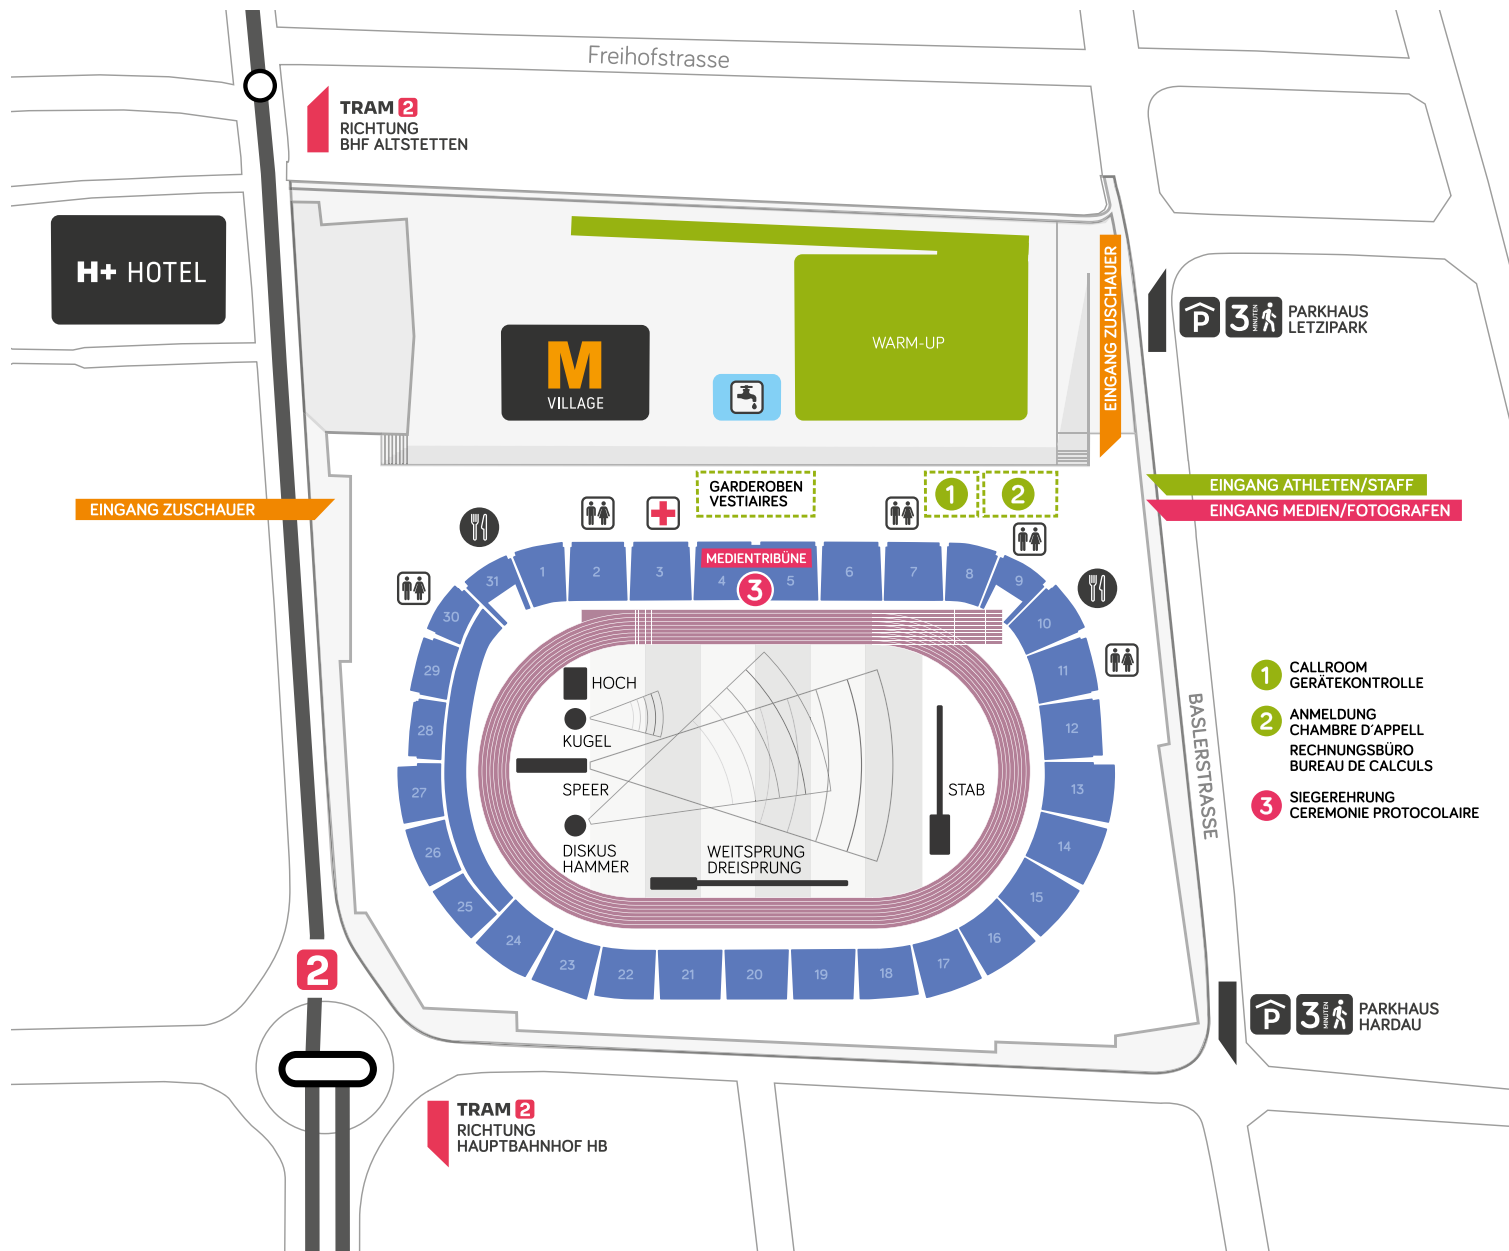 Freihofstrasse
TRAM 2
RICHTUNG
BHF ALTSTETTEN
H+ HOTEL
EINGANG ZUSCHAUER
WARM-UP
M
VILLAGE
P 3 MINUTEN
PARKHAUS
LETZIPARK
EINGANG ZUSCHAUER
GARDEROBEN
VESTIAIRES
1
2
EINGANG ATHLETEN/STAFF
EINGANG MEDIEN/FOTOGRAFEN
MEDIENTRIBÜNE
3
31
1
2
3
4
5
6
7
8
9
10
11
12
13
14
15
16
17
18
19
20
21
22
23
24
25
26
27
28
29
30
HOCH
KUGEL
SPEER
DISKUS
HAMMER
WEITSPRUNG
DREISPRUNG
STAB
BASLERSTRASSE
1 CALLROOM
GERÄTEKONTROLLE
2 ANMELDUNG
CHAMBRE D'APPELL
RECHNUNGSBÜRO
BUREAU DE CALCULS
3 SIEGEREHRUNG
CEREMONIE PROTOCOLAIRE
2
P 3 MINUTEN
PARKHAUS
HARDAU
TRAM 2
RICHTUNG
HAUPTBAHNHOF HB